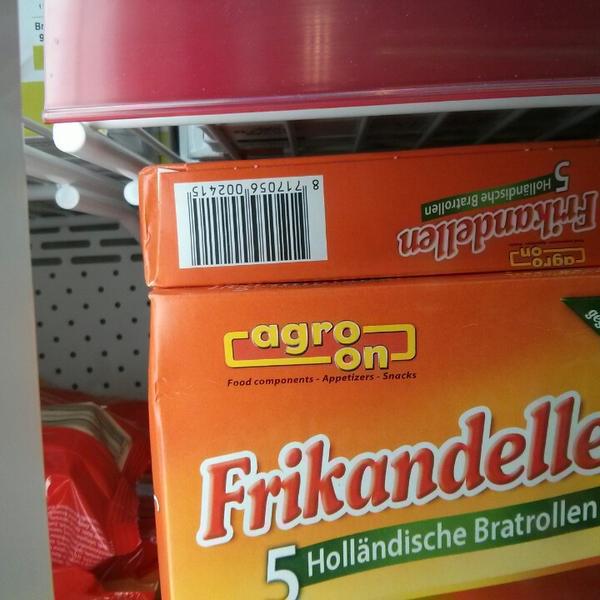 8 717056 002415
5
Holländische Bratrollen
Frikandellen
agro
on
agro
on
Food components - Appetizers - Snacks
Frikandelle
5 Holländische Bratrollen